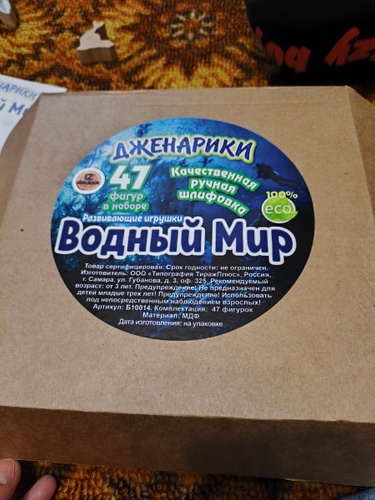 ДЖЕНАРИКИ
47
фигур
в наборе
Качественная
ручная
шлифовка
100%
eco
Развивающие игрушки
Водный Мир
Товар сертифицирован. Срок годности: не ограничен.
Изготовитель: ООО «Типография ТиражПлюс», Россия,
г. Самара, ул. Губанова, д. 3, оф. 325. Рекомендуемый
возраст: от 3 лет. Предупреждение! Не предназначен для
детей младше трех лет! Предупреждение! Использовать
под непосредственным наблюдением взрослых!
Артикул: Б10014. Комплектация: 47 фигурок
Материал: МДФ
Дата изготовления: на упаковке